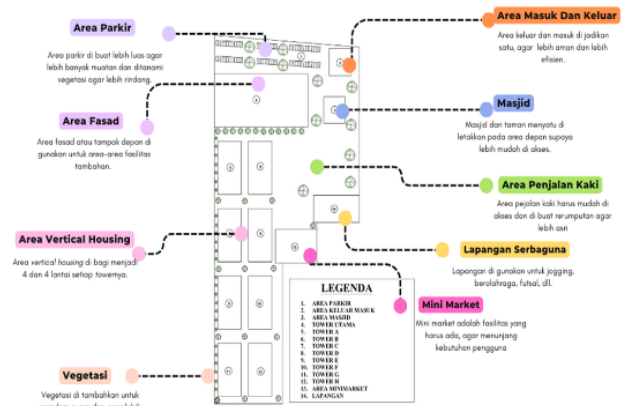 Area Parkir
Area parkir di buat lebih luas agar
lebih banyak muatan dan ditanami
vegetasi agar lebih rindang.
Area Masuk Dan Keluar
Area keluar dan masuk di jadikan
satu, agar lebih aman dan lebih
efisien.
Area Fasad
Area fasad atau tampak depan di
gunakan untuk area-area fasilitas
tambahan.
Masjid
Masjid dan taman menyatu di
letakkan pada area depan supaya
lebih mudah di akses.
Area Penjalan Kaki
Area pejalan kaki harus mudah di
akses dan di buat rerumputan agar
lebih asri
Area Vertical Housing
Area vertical housing di bagi menjadi
4 dan 4 lantai setiap towernya.
Lapangan Serbaguna
Lapangan di gunakan untuk jogging,
berolahraga, futsal, dll.
Mini Market
Mini market adalah fasilitas yang
harus ada, agar menunjang
kebutuhan pengguna
LEGENDA
1. AREA PARKIR
2. AREA KELUAR MASUK
3. AREA MASJID
4. TOWER UTAMA
5. TOWER A
6. TOWER B
7. TOWER C
8. TOWER D
9. TOWER E
10. TOWER F
11. TOWER G
12. TOWER H
13. AREA MINIMARKET
14. LAPANGAN
Vegetasi
Vegetasi di tambahkan untuk